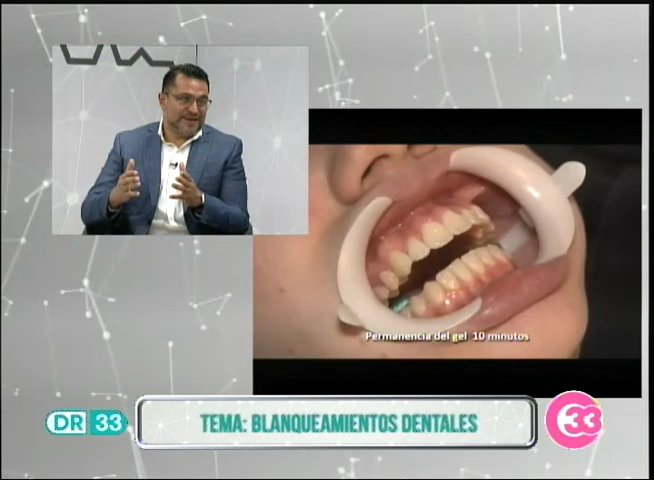 Permanencia del gel 10 minutos
DR 33
TEMA: BLANQUEAMIENTOS DENTALES
33